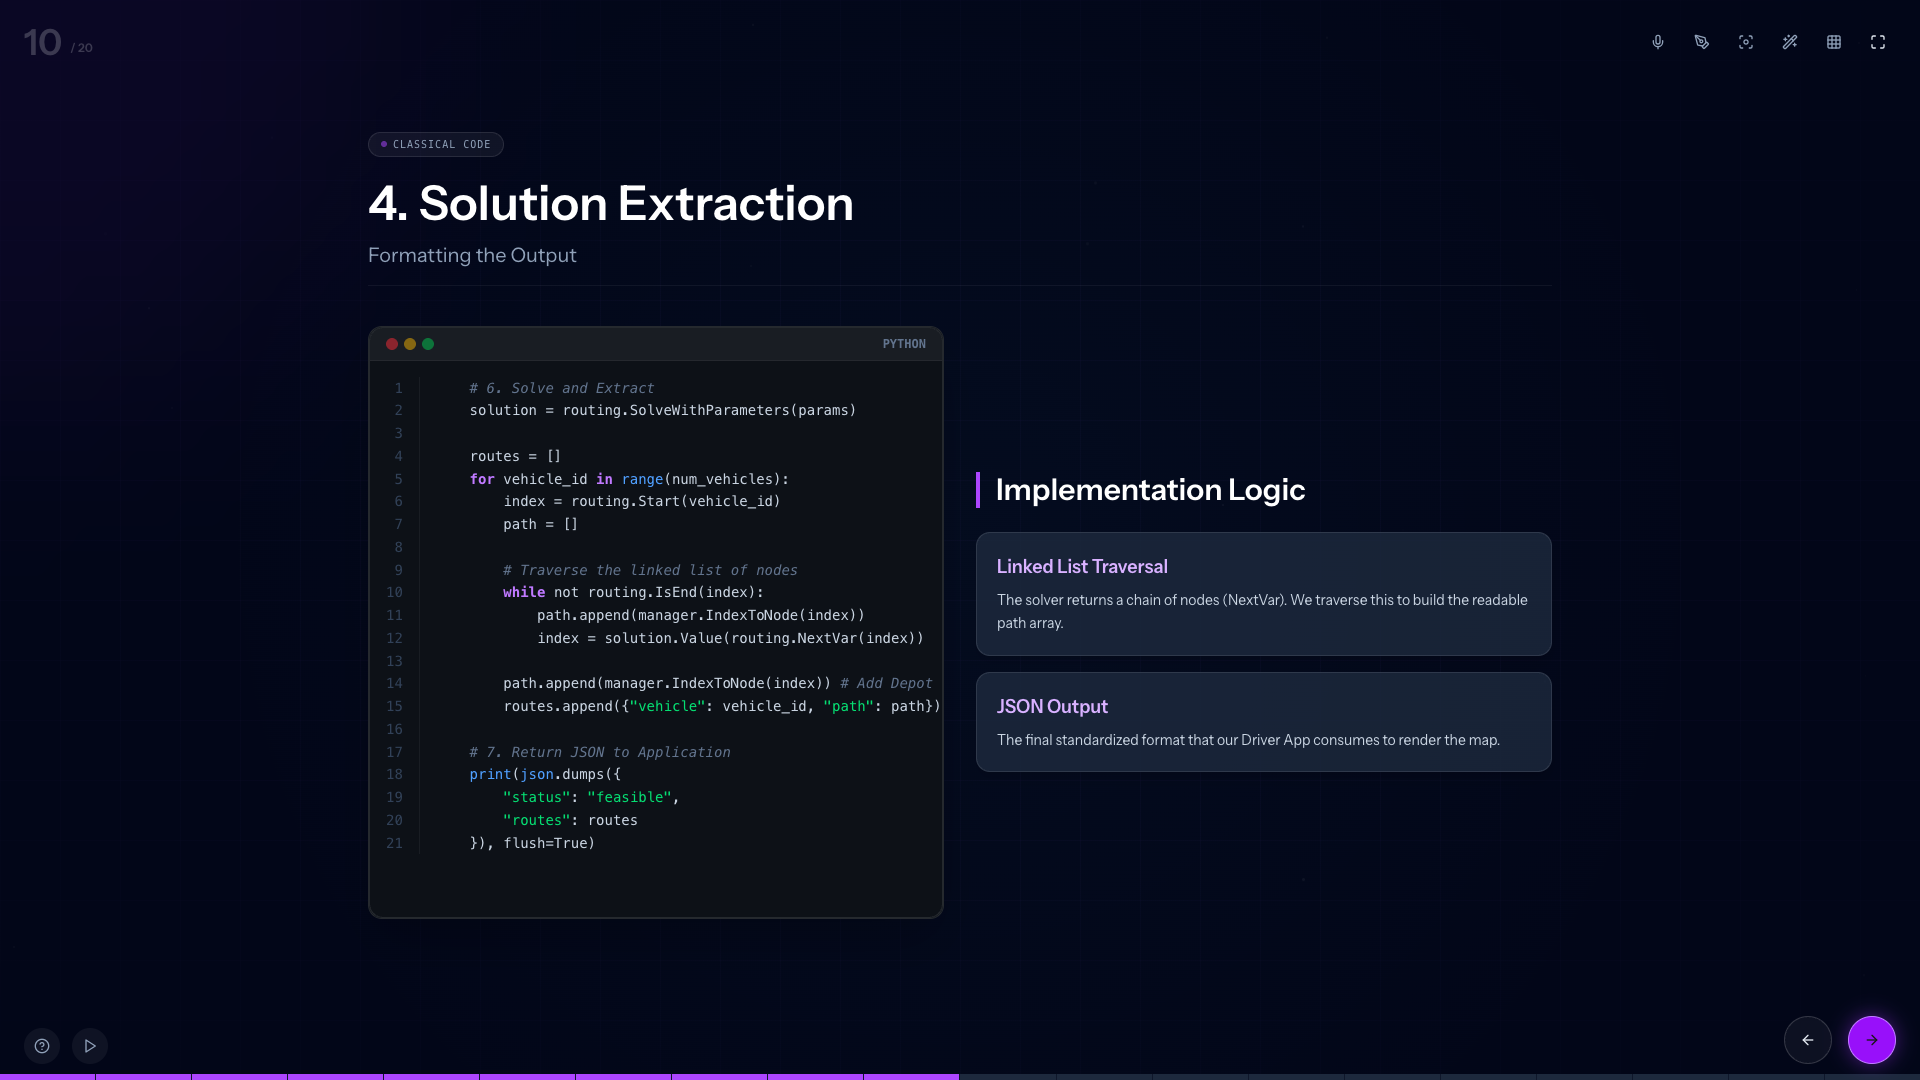 10 / 20
CLASSICAL CODE
4. Solution Extraction
Formatting the Output
PYTHON
1 # 6. Solve and Extract
2 solution = routing.SolveWithParameters(params)
3
4 routes = []
5 for vehicle_id in range(num_vehicles):
6 index = routing.Start(vehicle_id)
7 path = []
8
9 # Traverse the linked list of nodes
10 while not routing.IsEnd(index):
11 path.append(manager.IndexToNode(index))
12 index = solution.Value(routing.NextVar(index))
13
14 path.append(manager.IndexToNode(index)) # Add Depot
15 routes.append({"vehicle": vehicle_id, "path": path})
16
17 # 7. Return JSON to Application
18 print(json.dumps({
19 "status": "feasible",
20 "routes": routes
21 }), flush=True)
Implementation Logic
Linked List Traversal
The solver returns a chain of nodes (NextVar). We traverse this to build the readable
path array.
JSON Output
The final standardized format that our Driver App consumes to render the map.